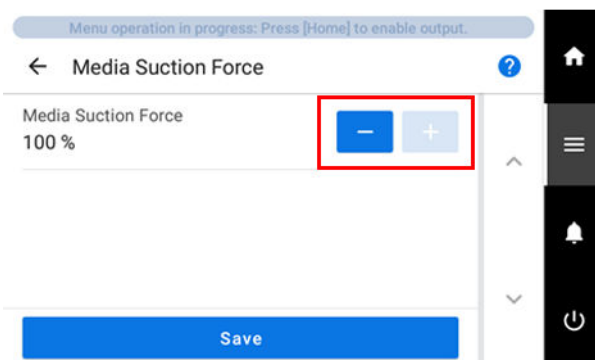 Menu operation in progress: Press [Home] to enable output.
← Media Suction Force ?
Media Suction Force
100 %
− +
Save